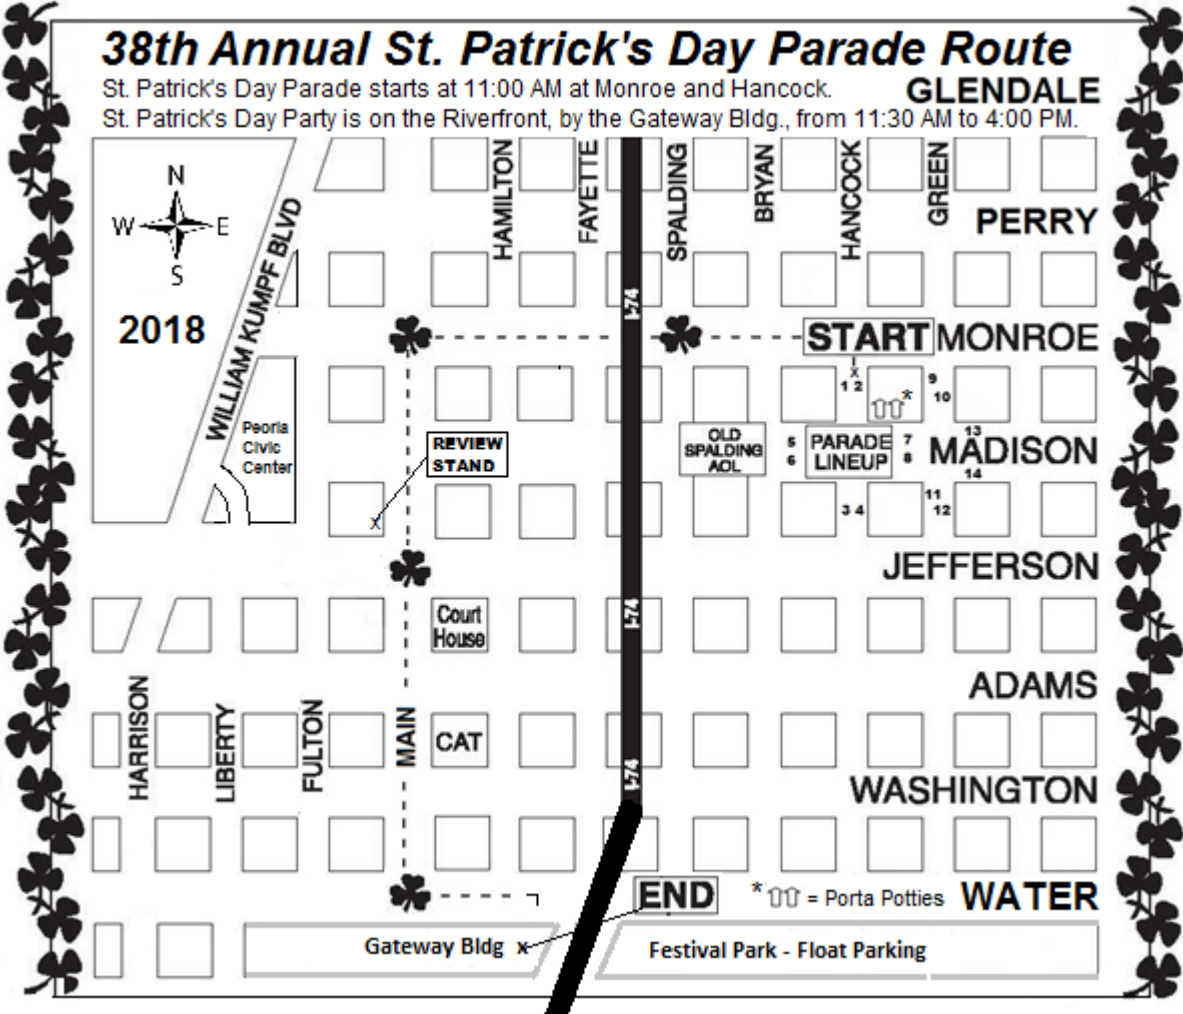 38th Annual St. Patrick's Day Parade Route
St. Patrick's Day Parade starts at 11:00 AM at Monroe and Hancock.
GLENDALE
St. Patrick's Day Party is on the Riverfront, by the Gateway Bldg., from 11:30 AM to 4:00 PM.
N
W E
S
2018
WILLIAM KUMPF BLVD
HAMILTON
FAYETTE
SPALDING
BRYAN
HANCOCK
GREEN
PERRY
I-74
START
MONROE
x
1 2
*
9
10
Peoria
Civic
Center
REVIEW
STAND
x
OLD
SPALDING
AOL
5
6
PARADE
LINEUP
7
8
13
MADISON
14
3 4
11
12
JEFFERSON
Court
House
I-74
ADAMS
HARRISON
LIBERTY
FULTON
MAIN
CAT
I-74
WASHINGTON
END
* = Porta Potties
WATER
Gateway Bldg x
Festival Park - Float Parking